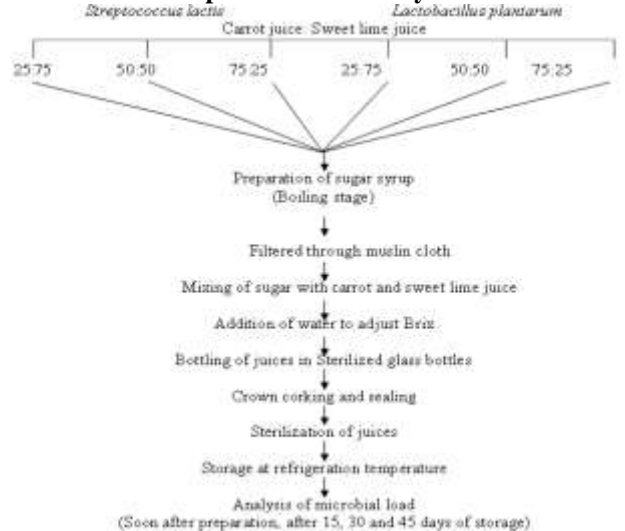 Streptococcus lactis Lactobacillus plantarum
Carrot juice: Sweet lime juice
25:75 50:50 75:25 25:75 50:50 75:25
Preparation of sugar syrup
(Boiling stage)
Filtered through muslin cloth
Mixing of sugar with carrot and sweet lime juice
Addition of water to adjust Brix
Bottling of juices in Sterilized glass bottles
Crown corking and sealing
Sterilization of juices
Storage at refrigeration temperature
Analysis of microbial load
(Soon after preparation, after 15, 30 and 45 days of storage)